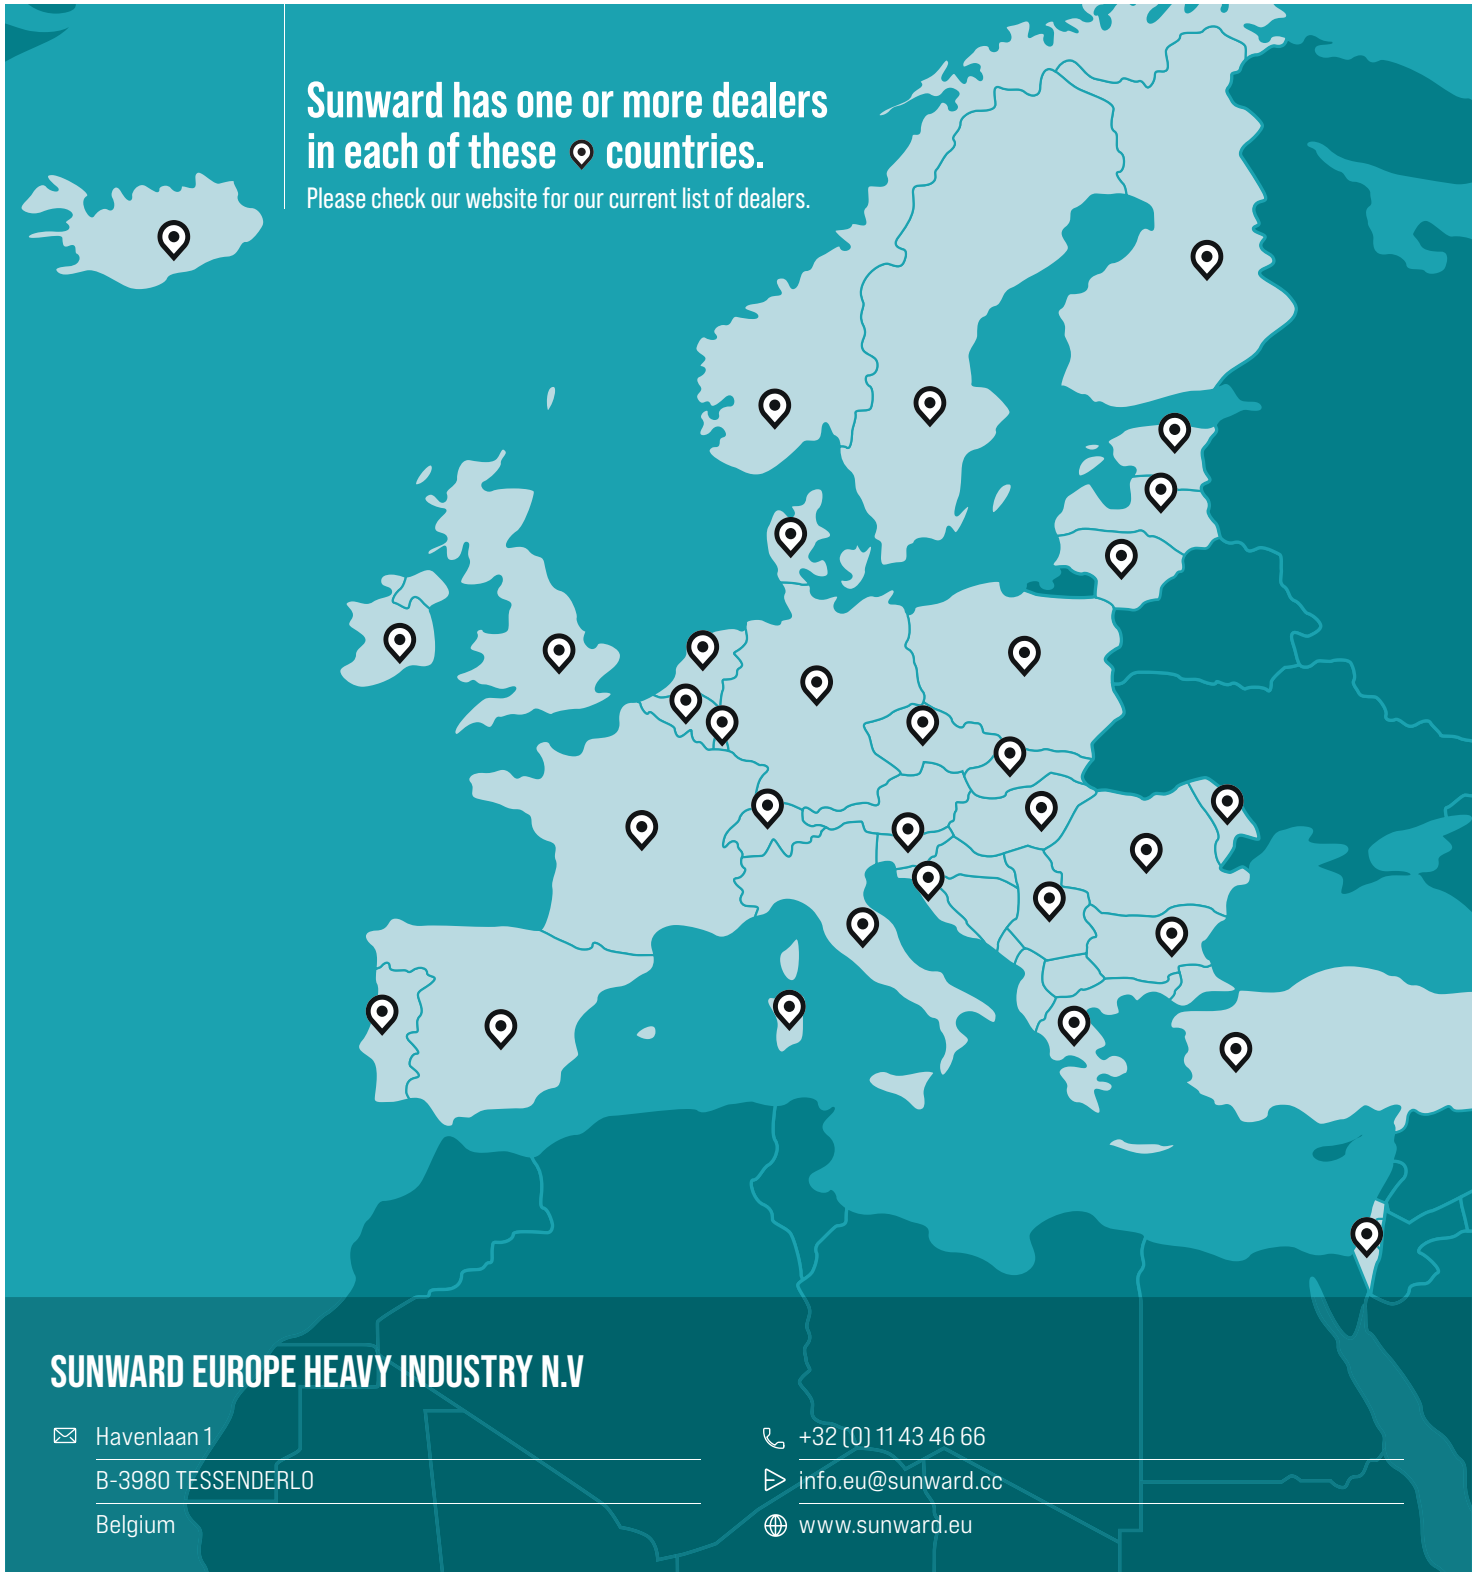 Sunward has one or more dealers
in each of these countries.
Please check our website for our current list of dealers.
SUNWARD EUROPE HEAVY INDUSTRY N.V
Havenlaan 1
B-3980 TESSENDERLO
Belgium
+32 (0) 11 43 46 66
info.eu@sunward.cc
www.sunward.eu